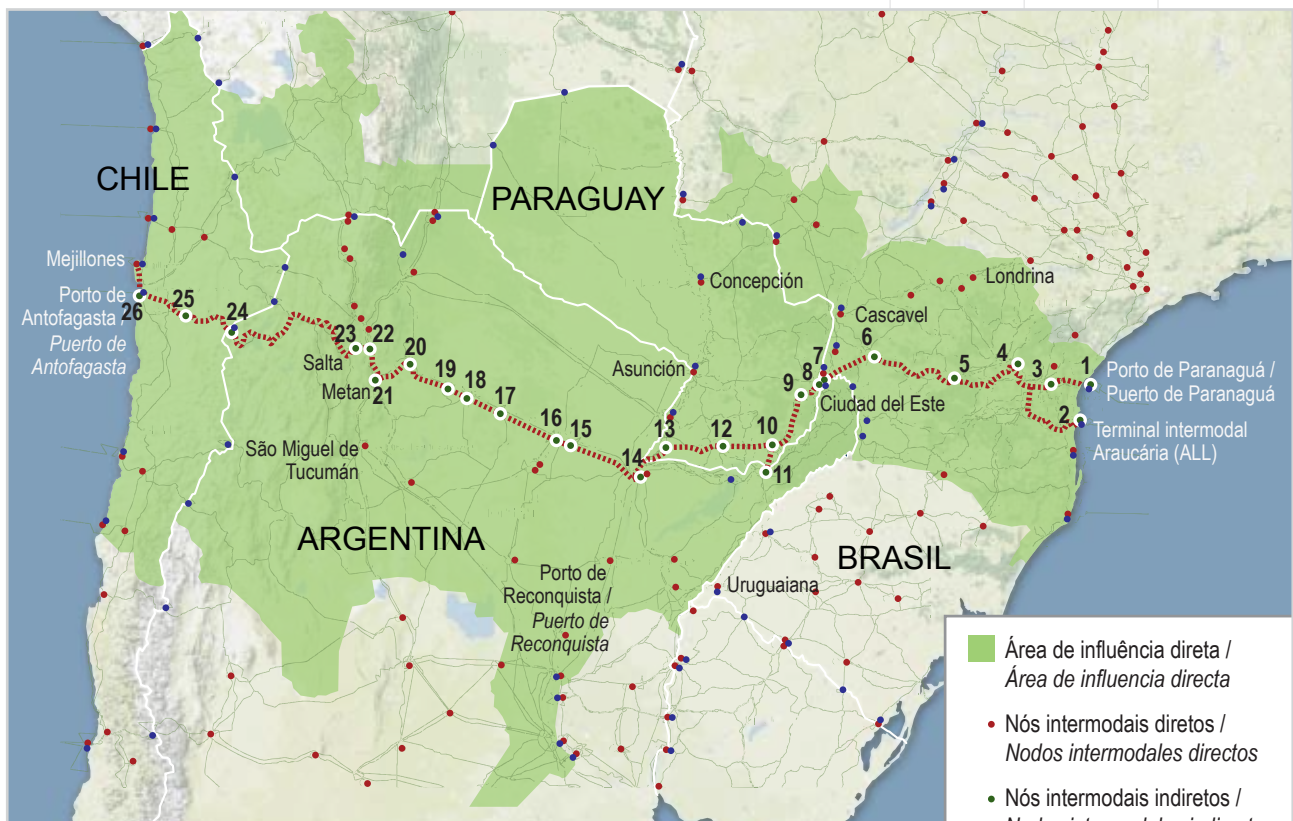 CHILE
PARAGUAY
Mejillones
Porto de
Antofagasta /
Puerto de
Antofagasta
26
25
24
23
22
Salta
Metan
21
20
19
18
17
16
15
14
13
12
11
10
9
8
7
6
5
4
3
2
1
Concepción
Londrina
Cascavel
Asunción
Ciudad del Este
Porto de Paranaguá /
Puerto de Paranaguá
Terminal intermodal
Araucária (ALL)
São Miguel de
Tucumán
ARGENTINA
Porto de
Reconquista /
Puerto de
Reconquista
Uruguaiana
BRASIL
Área de influência direta /
Área de influencia directa
Nós intermodais diretos /
Nodos intermodales directos
Nós intermodais indiretos /